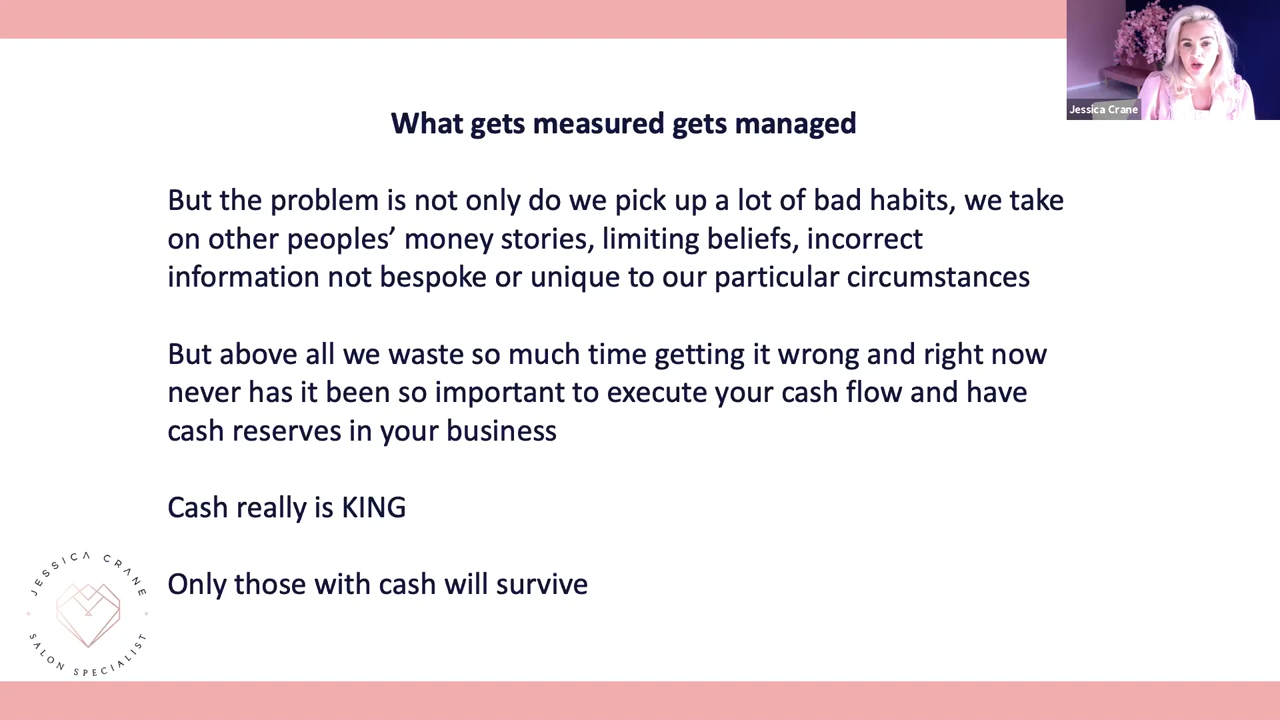 Jessica Crane
What gets measured gets managed
But the problem is not only do we pick up a lot of bad habits, we take
on other peoples’ money stories, limiting beliefs, incorrect
information not bespoke or unique to our particular circumstances
But above all we waste so much time getting it wrong and right now
never has it been so important to execute your cash flow and have
cash reserves in your business
Cash really is KING
Only those with cash will survive
JESSICA CRANE
SALON SPECIALIST